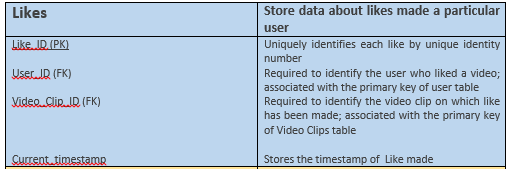 Likes
Store data about likes made a particular
user
Like_ID (PK)
Uniquely identifies each like by unique identity
number
User_ID (FK)
Required to identify the user who liked a video;
associated with the primary key of user table
Video_Clip_ID (FK)
Required to identify the video clip on which like
has been made; associated with the primary key
of Video Clips table
Current_timestamp
Stores the timestamp of Like made